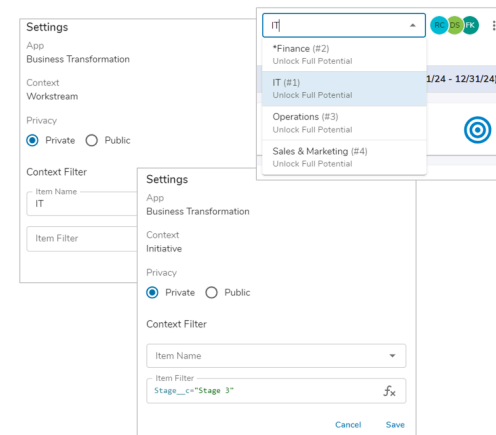 Settings
App
Business Transformation
Context
Workstream
Privacy
Private Public
Context Filter
Item Name
IT
Item Filter
IT
RC DS FK
*Finance (#2)
Unlock Full Potential
IT (#1)
Unlock Full Potential
Operations (#3)
Unlock Full Potential
Sales & Marketing (#4)
Unlock Full Potential
1/24 - 12/31/24)
Settings
App
Business Transformation
Context
Initiative
Privacy
Private Public
Context Filter
Item Name
Item Filter
Stage__c="Stage 3"
fx
Cancel Save